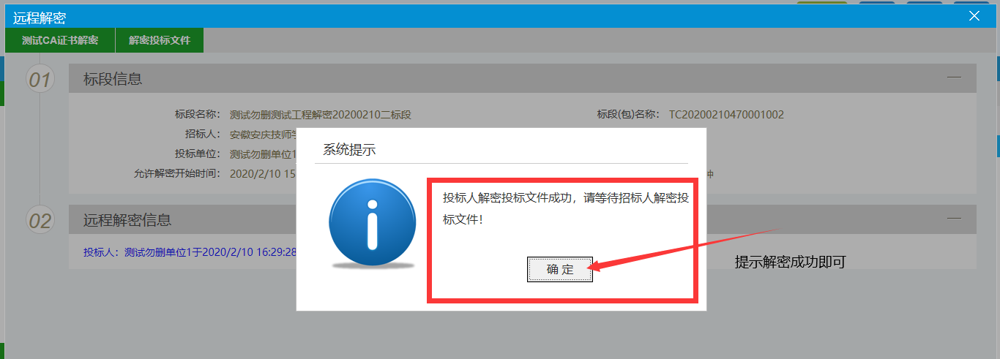 远程解密
测试CA证书解密 解密投标文件
01 标段信息
标段名称： 测试勿删测试工程解密20200210二标段 标段(包)名称： TC20200210470001002
招标人： 安徽安庆技师
系统提示
投标单位： 测试勿删单位1
允许解密开始时间： 2020/2/10 15 钟
投标人解密投标文件成功，请等待招标人解密投
标文件！
02 远程解密信息
投标人：测试勿删单位1于2020/2/10 16:29:28
确 定
提示解密成功即可